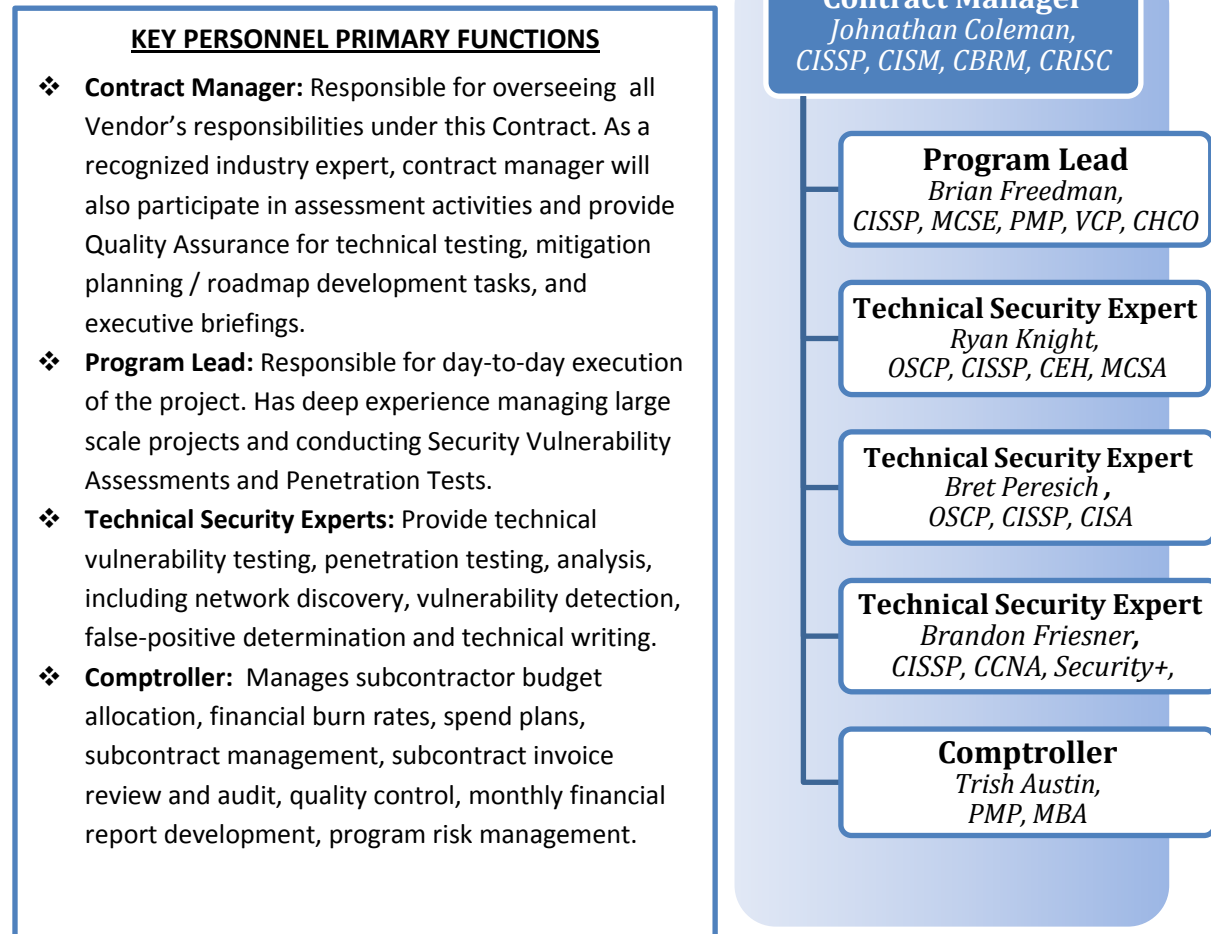 KEY PERSONNEL PRIMARY FUNCTIONS
❖ Contract Manager: Responsible for overseeing all
Vendor’s responsibilities under this Contract. As a
recognized industry expert, contract manager will
also participate in assessment activities and provide
Quality Assurance for technical testing, mitigation
planning / roadmap development tasks, and
executive briefings.
❖ Program Lead: Responsible for day-to-day execution
of the project. Has deep experience managing large
scale projects and conducting Security Vulnerability
Assessments and Penetration Tests.
❖ Technical Security Experts: Provide technical
vulnerability testing, penetration testing, analysis,
including network discovery, vulnerability detection,
false-positive determination and technical writing.
❖ Comptroller: Manages subcontractor budget
allocation, financial burn rates, spend plans,
subcontract management, subcontract invoice
review and audit, quality control, monthly financial
report development, program risk management.
Contract Manager
Johnathan Coleman,
CISSP, CISM, CBRM, CRISC
Program Lead
Brian Freedman,
CISSP, MCSE, PMP, VCP, CHCO
Technical Security Expert
Ryan Knight,
OSCP, CISSP, CEH, MCSA
Technical Security Expert
Bret Peresich ,
OSCP, CISSP, CISA
Technical Security Expert
Brandon Friesner,
CISSP, CCNA, Security+,
Comptroller
Trish Austin,
PMP, MBA